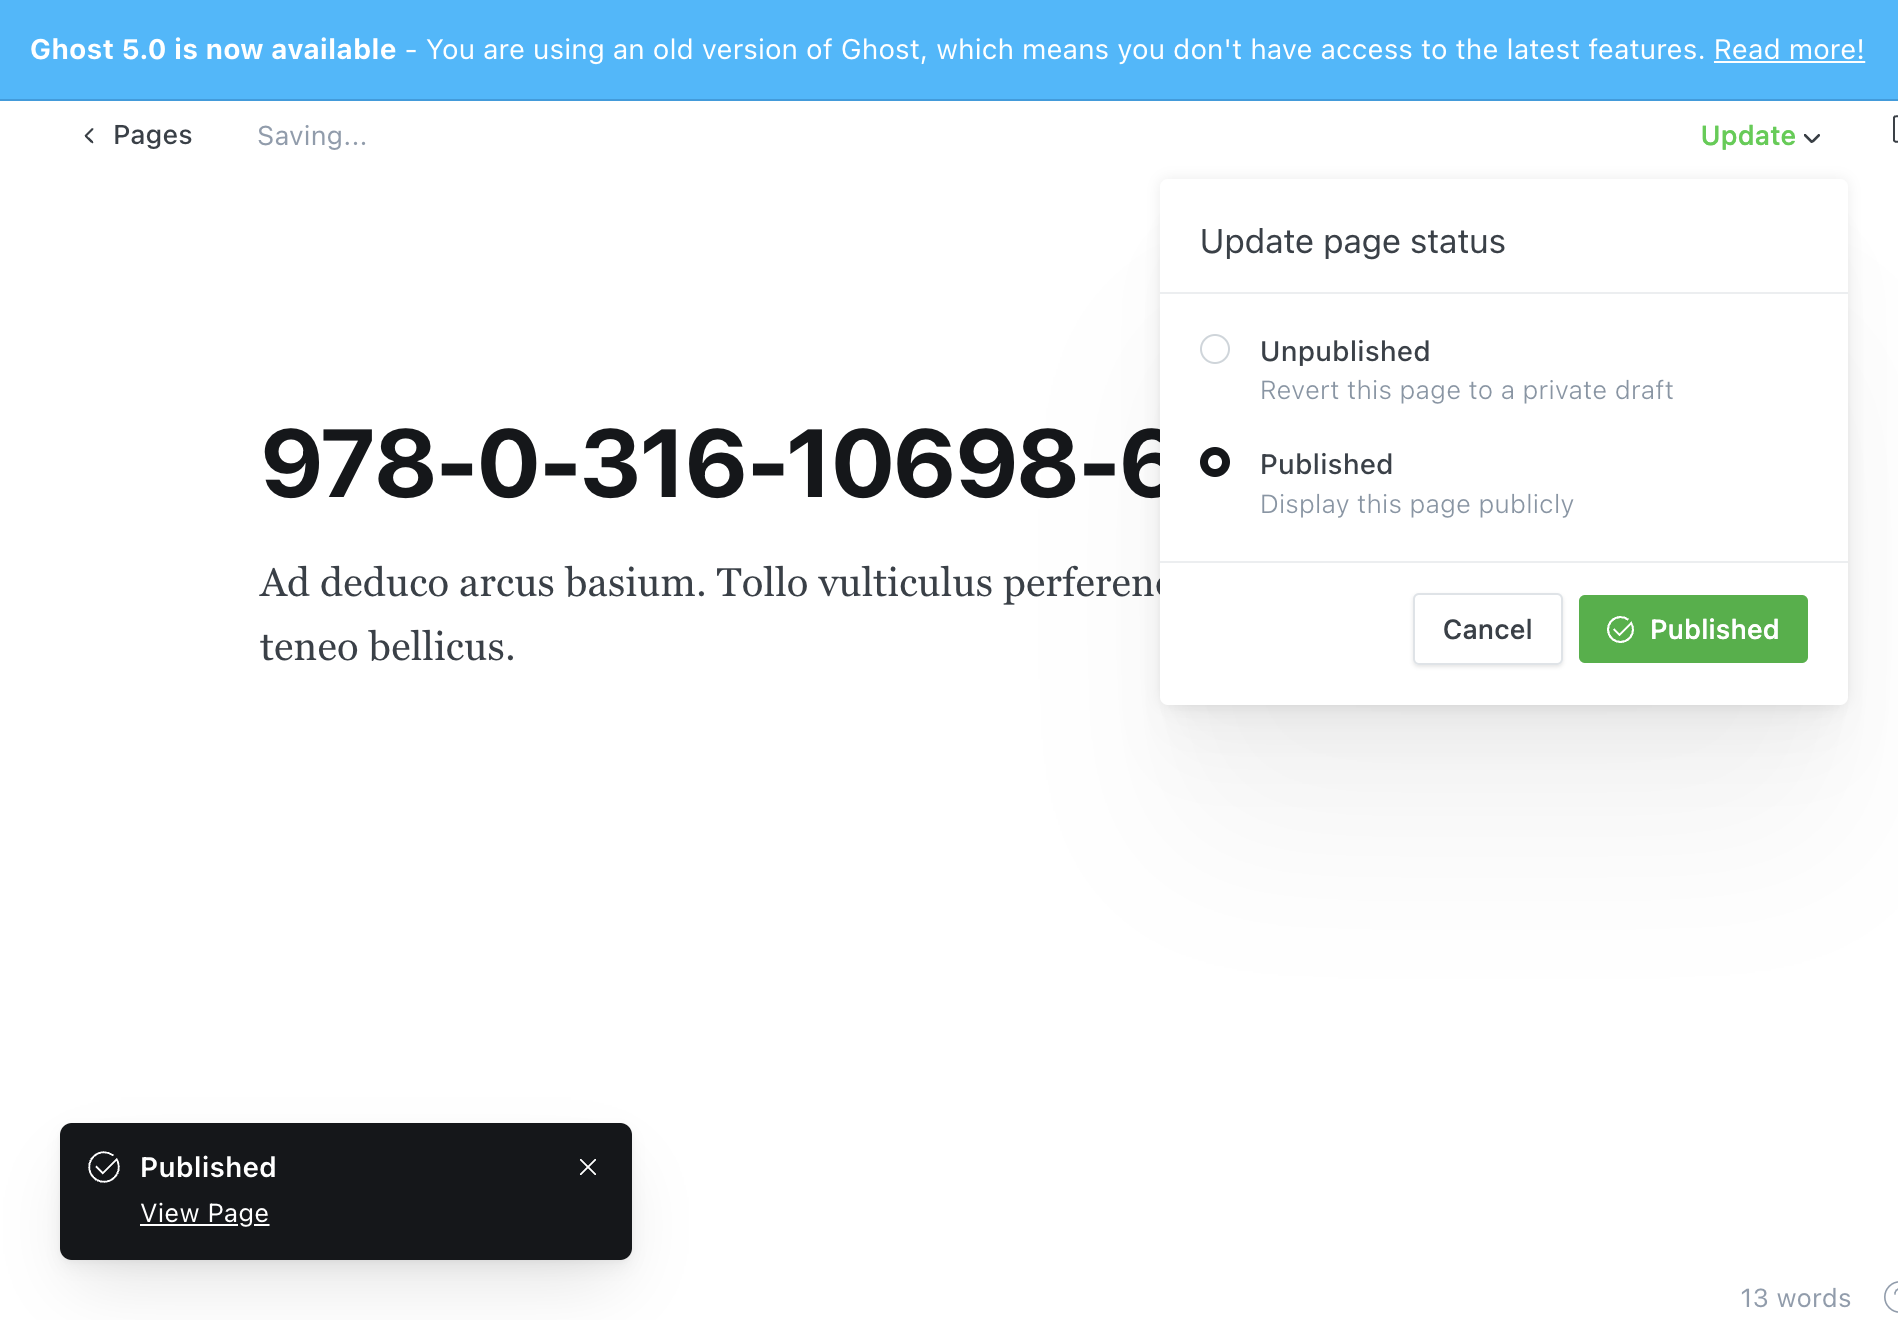 Ghost 5.0 is now available - You are using an old version of Ghost, which means you don't have access to the latest features. Read more!
Pages
Saving...
Update
Update page status
Unpublished
Revert this page to a private draft
978-0-316-10698-6
Published
Display this page publicly
Ad deduco arcus basium. Tollo vulticulus
teneo bellicus.
Cancel
Published
Published
View Page
13 words